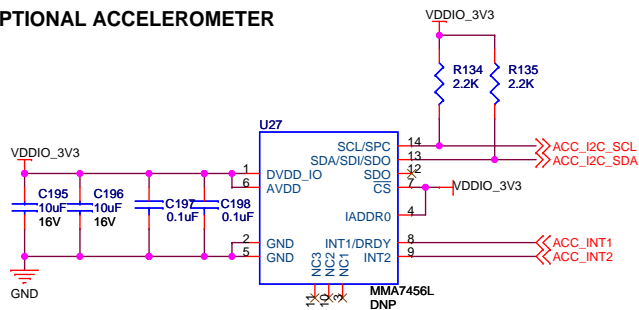 PTIONAL ACCELEROMETER
VDDIO_3V3
R134
2.2K
R135
2.2K
U27
VDDIO_3V3
C195
10uF
16V
C196
10uF
16V
C197
0.1uF
C198
0.1uF
GND
1 DVDD_IO
6 AVDD
2 GND
5 GND
SCL/SPC 14
SDA/SDI/SDO 13
SDO 12
CS 7
IADDR0 4
INT1/DRDY 8
INT2 9
NC3 11
NC2 10
NC1 3
ACC_I2C_SCL
ACC_I2C_SDA
VDDIO_3V3
ACC_INT1
ACC_INT2
MMA7456L
DNP